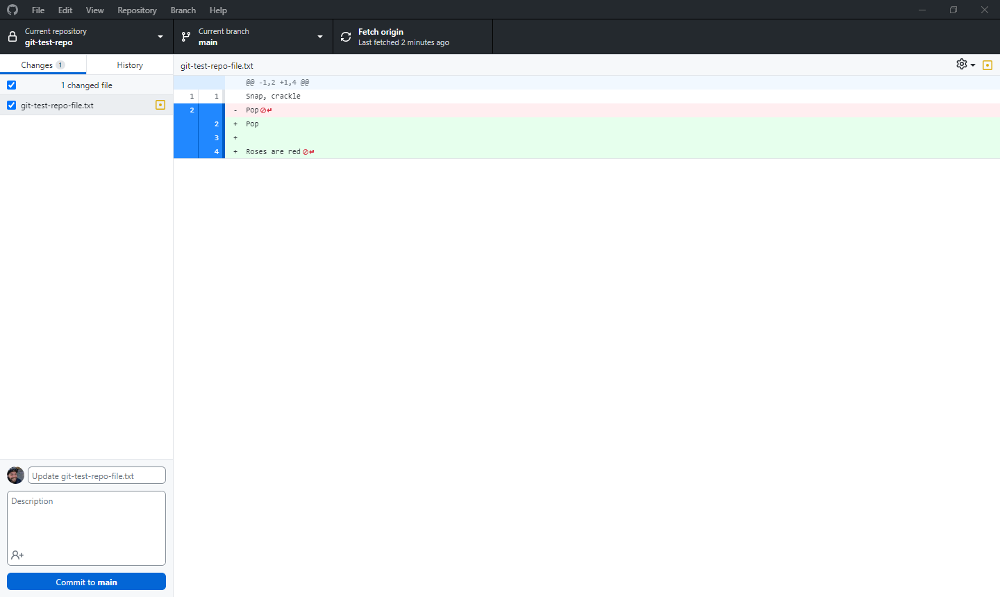 File Edit View Repository Branch Help
Current repository
git-test-repo
Current branch
main
Fetch origin
Last fetched 2 minutes ago
Changes 1
History
1 changed file
git-test-repo-file.txt
git-test-repo-file.txt
@@ -1,2 +1,4 @@
1 1 Snap, crackle
2 - Pop
2 + Pop
3 +
4 + Roses are red
Update git-test-repo-file.txt
Description
Commit to main